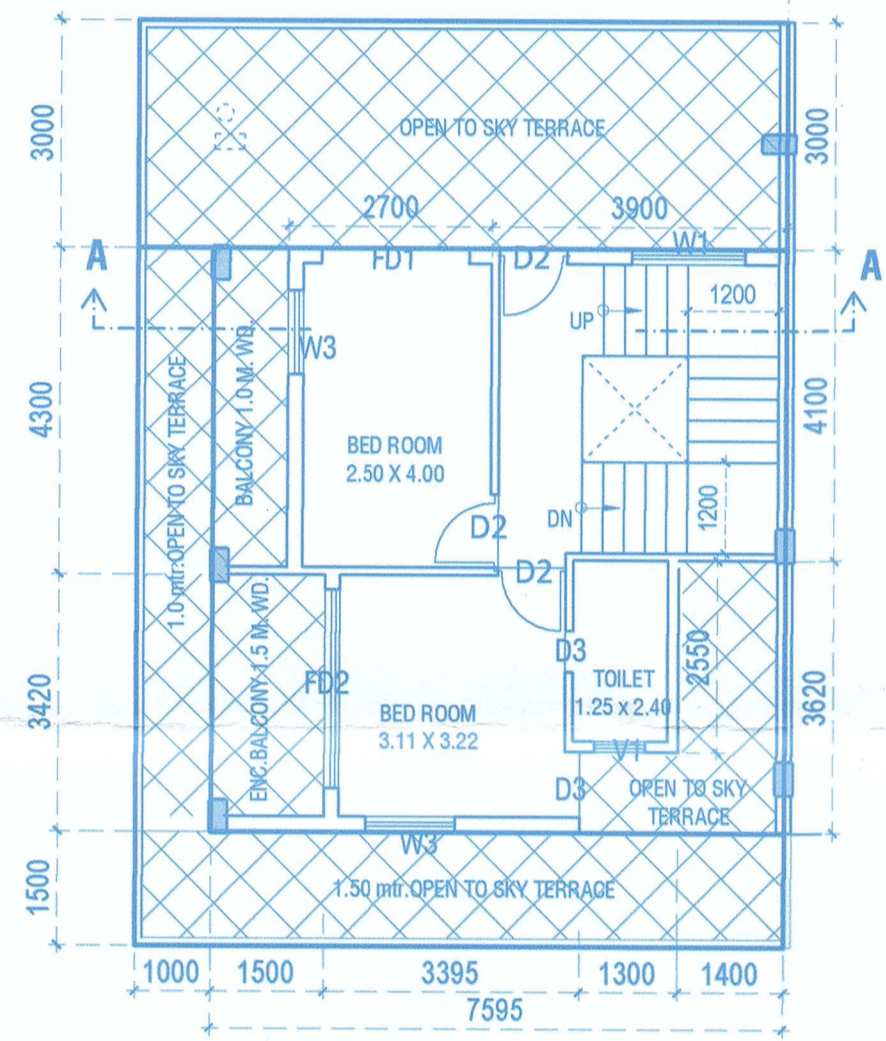 OPEN TO SKY TERRACE
3000
3000
2700
3900
FD1
D2
W1
A
A
1200
UP
W3
BALCONY 1.0 M. WD.
1.0 mtr.OPEN TO SKY TERRACE
4300
4100
BED ROOM
2.50 X 4.00
1200
DN
D2
D2
ENC.BALCONY 1.5 M. WD.
FD2
D3
2550
TOILET
1.25 x 2.40
3420
3620
BED ROOM
3.11 X 3.22
V1
D3
OPEN TO SKY
TERRACE
W3
1500
1.50 mtr.OPEN TO SKY TERRACE
1000
1500
3395
1300
1400
7595